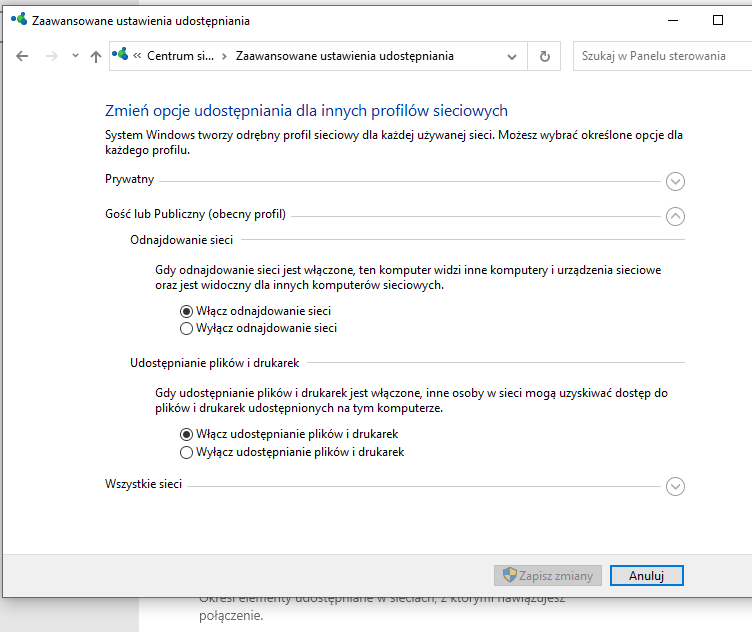 Zaawansowane ustawienia udostępniania
« Centrum si... › Zaawansowane ustawienia udostępniania
Szukaj w Panelu sterowania
Zmień opcje udostępniania dla innych profilów sieciowych
System Windows tworzy odrębny profil sieciowy dla każdej używanej sieci. Możesz wybrać określone opcje dla
każdego profilu.
Prywatny
Gość lub Publiczny (obecny profil)
Odnajdowanie sieci
Gdy odnajdowanie sieci jest włączone, ten komputer widzi inne komputery i urządzenia sieciowe
oraz jest widoczny dla innych komputerów sieciowych.
Włącz odnajdowanie sieci
Wyłącz odnajdowanie sieci
Udostępnianie plików i drukarek
Gdy udostępnianie plików i drukarek jest włączone, inne osoby w sieci mogą uzyskiwać dostęp do
plików i drukarek udostępnionych na tym komputerze.
Włącz udostępnianie plików i drukarek
Wyłącz udostępnianie plików i drukarek
Wszystkie sieci
Zapisz zmiany
Anuluj
Określ elementy udostępniane w sieciach, z którymi nawiązujesz
połączenie.